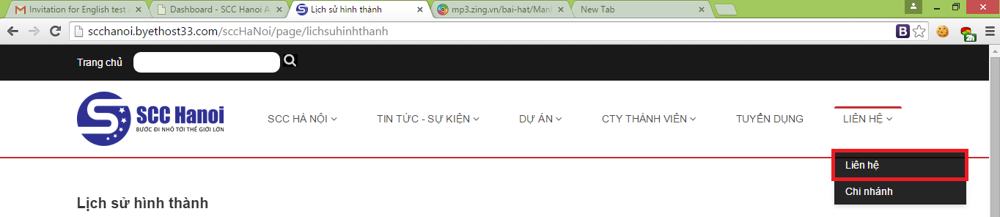 Invitation for English test
Dashboard - SCC Hanoi A
Lịch sử hình thành
mp3.zing.vn/bai-hat/Manl
New Tab
scchanoi.byethost33.com/sccHaNoi/page/lichsuhinhthanh
B
2h
Trang chủ
S SCC Hanoi
BƯỚC ĐI NHỎ TỚI THẾ GIỚI LỚN
SCC HÀ NỘI
TIN TỨC - SỰ KIỆN
DỰ ÁN
CTY THÀNH VIÊN
TUYỂN DỤNG
LIÊN HỆ
Liên hệ
Chi nhánh
Lịch sử hình thành